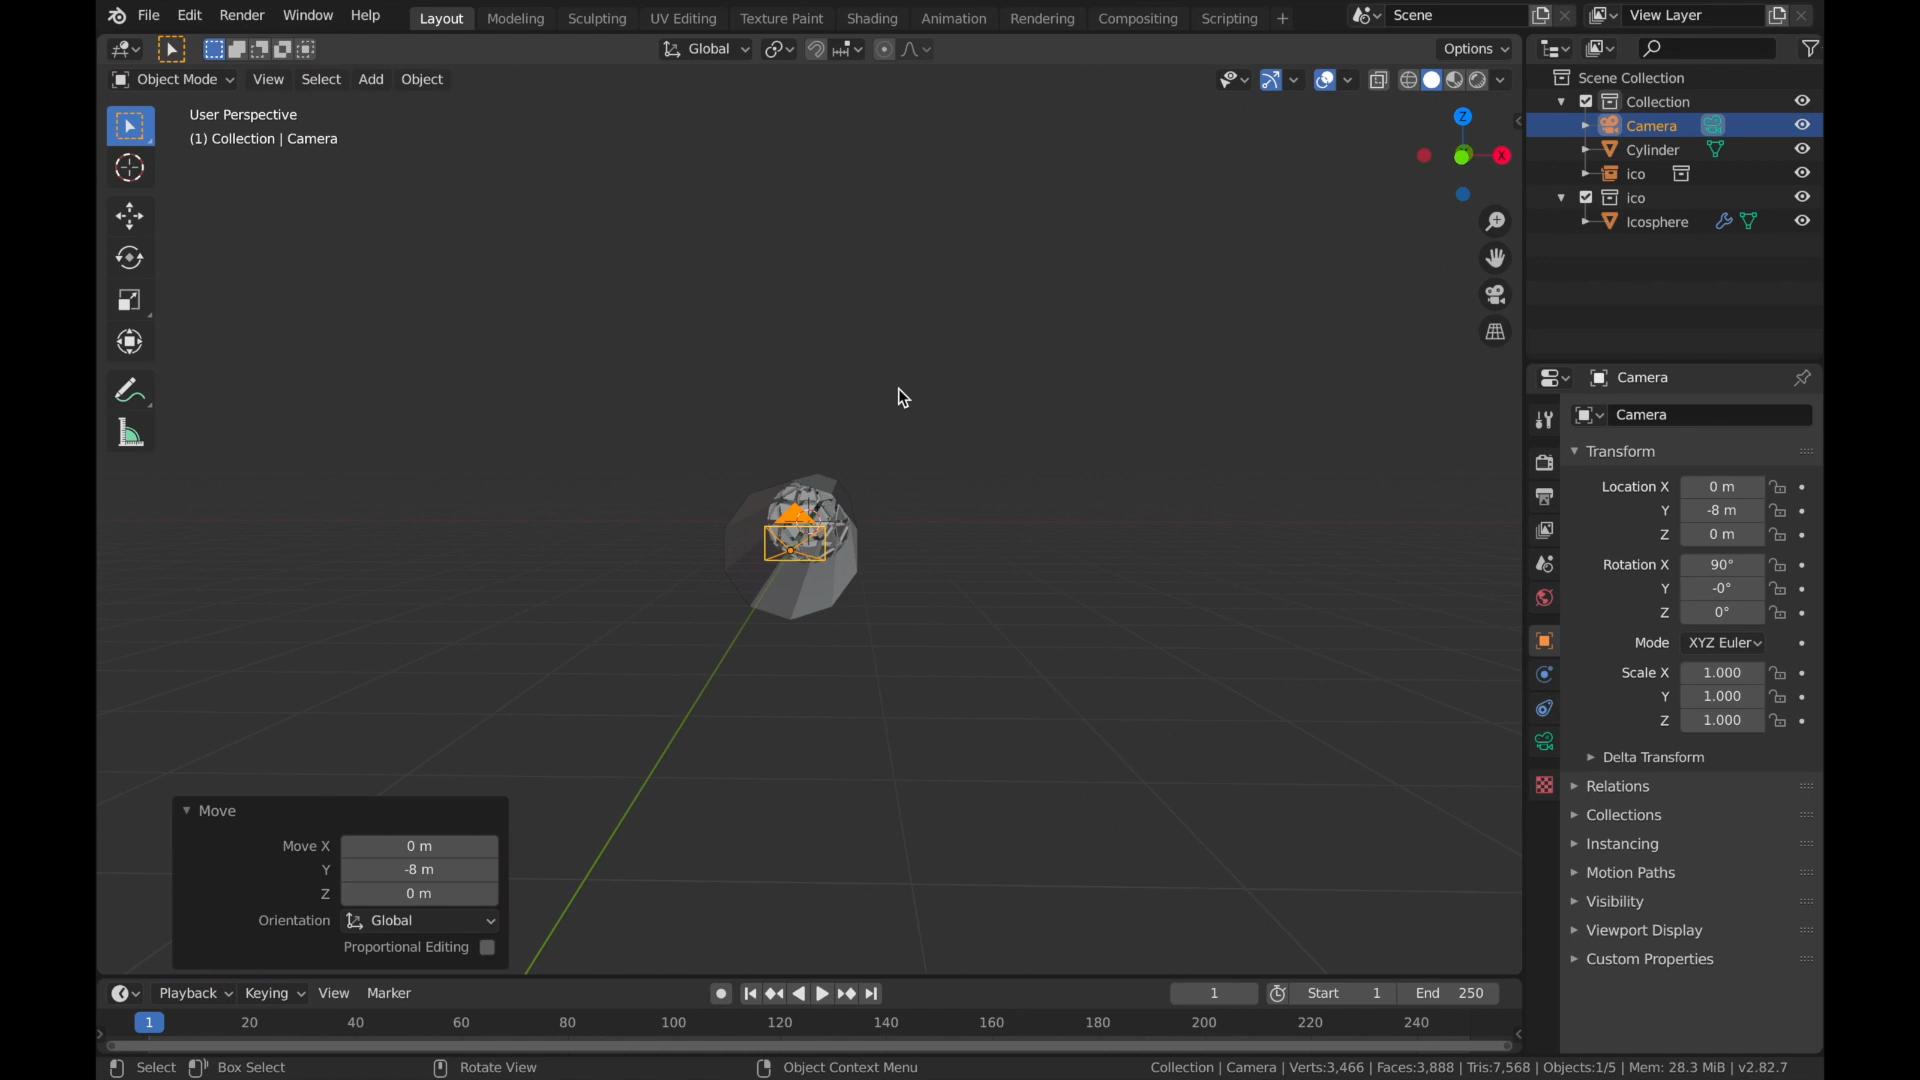 File Edit Render Window Help Layout Modeling Sculpting UV Editing Texture Paint Shading Animation Rendering Compositing Scripting + Scene View Layer
Global Options
Object Mode View Select Add Object
User Perspective
(1) Collection | Camera
Z
X
Scene Collection
Collection
Camera
Cylinder
ico
ico
Icosphere
Camera
Camera
Transform
Location X 0 m
Y -8 m
Z 0 m
Rotation X 90°
Y -0°
Z 0°
Mode XYZ Euler
Scale X 1.000
Y 1.000
Z 1.000
Delta Transform
Relations
Collections
Instancing
Motion Paths
Visibility
Viewport Display
Custom Properties
Move
Move X 0 m
Y -8 m
Z 0 m
Orientation Global
Proportional Editing
Playback Keying View Marker 1 Start 1 End 250
1 20 40 60 80 100 120 140 160 180 200 220 240
Select Box Select Rotate View Object Context Menu Collection | Camera | Verts:3,466 | Faces:3,888 | Tris:7,568 | Objects:1/5 | Mem: 28.3 MiB | v2.82.7